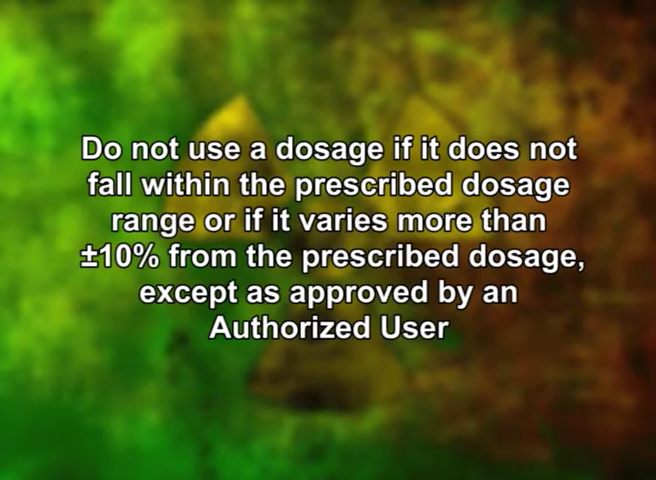 Do not use a dosage if it does not
fall within the prescribed dosage
range or if it varies more than
±10% from the prescribed dosage,
except as approved by an
Authorized User